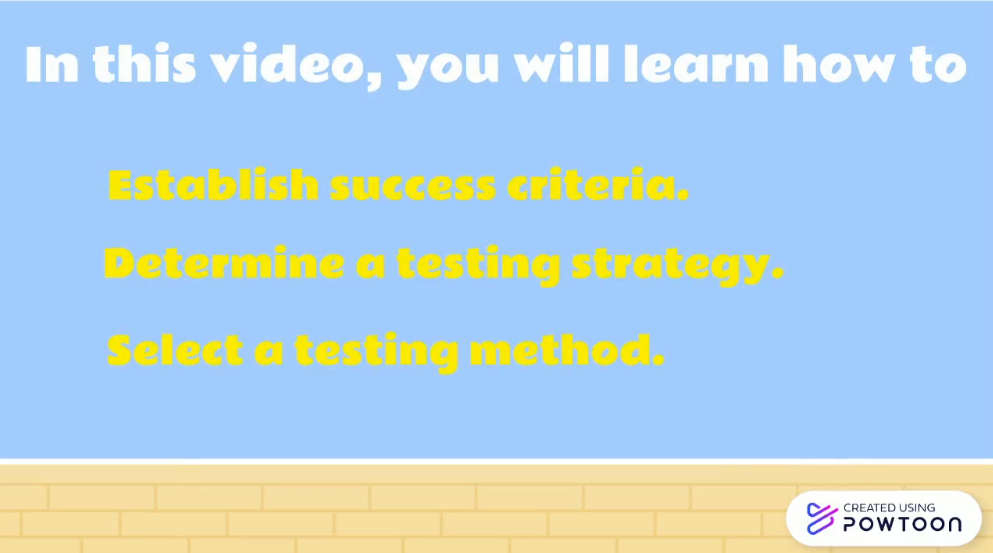 In this video, you will learn how to
Establish success criteria.
Determine a testing strategy.
Select a testing method.
CREATED USING
POWTOON